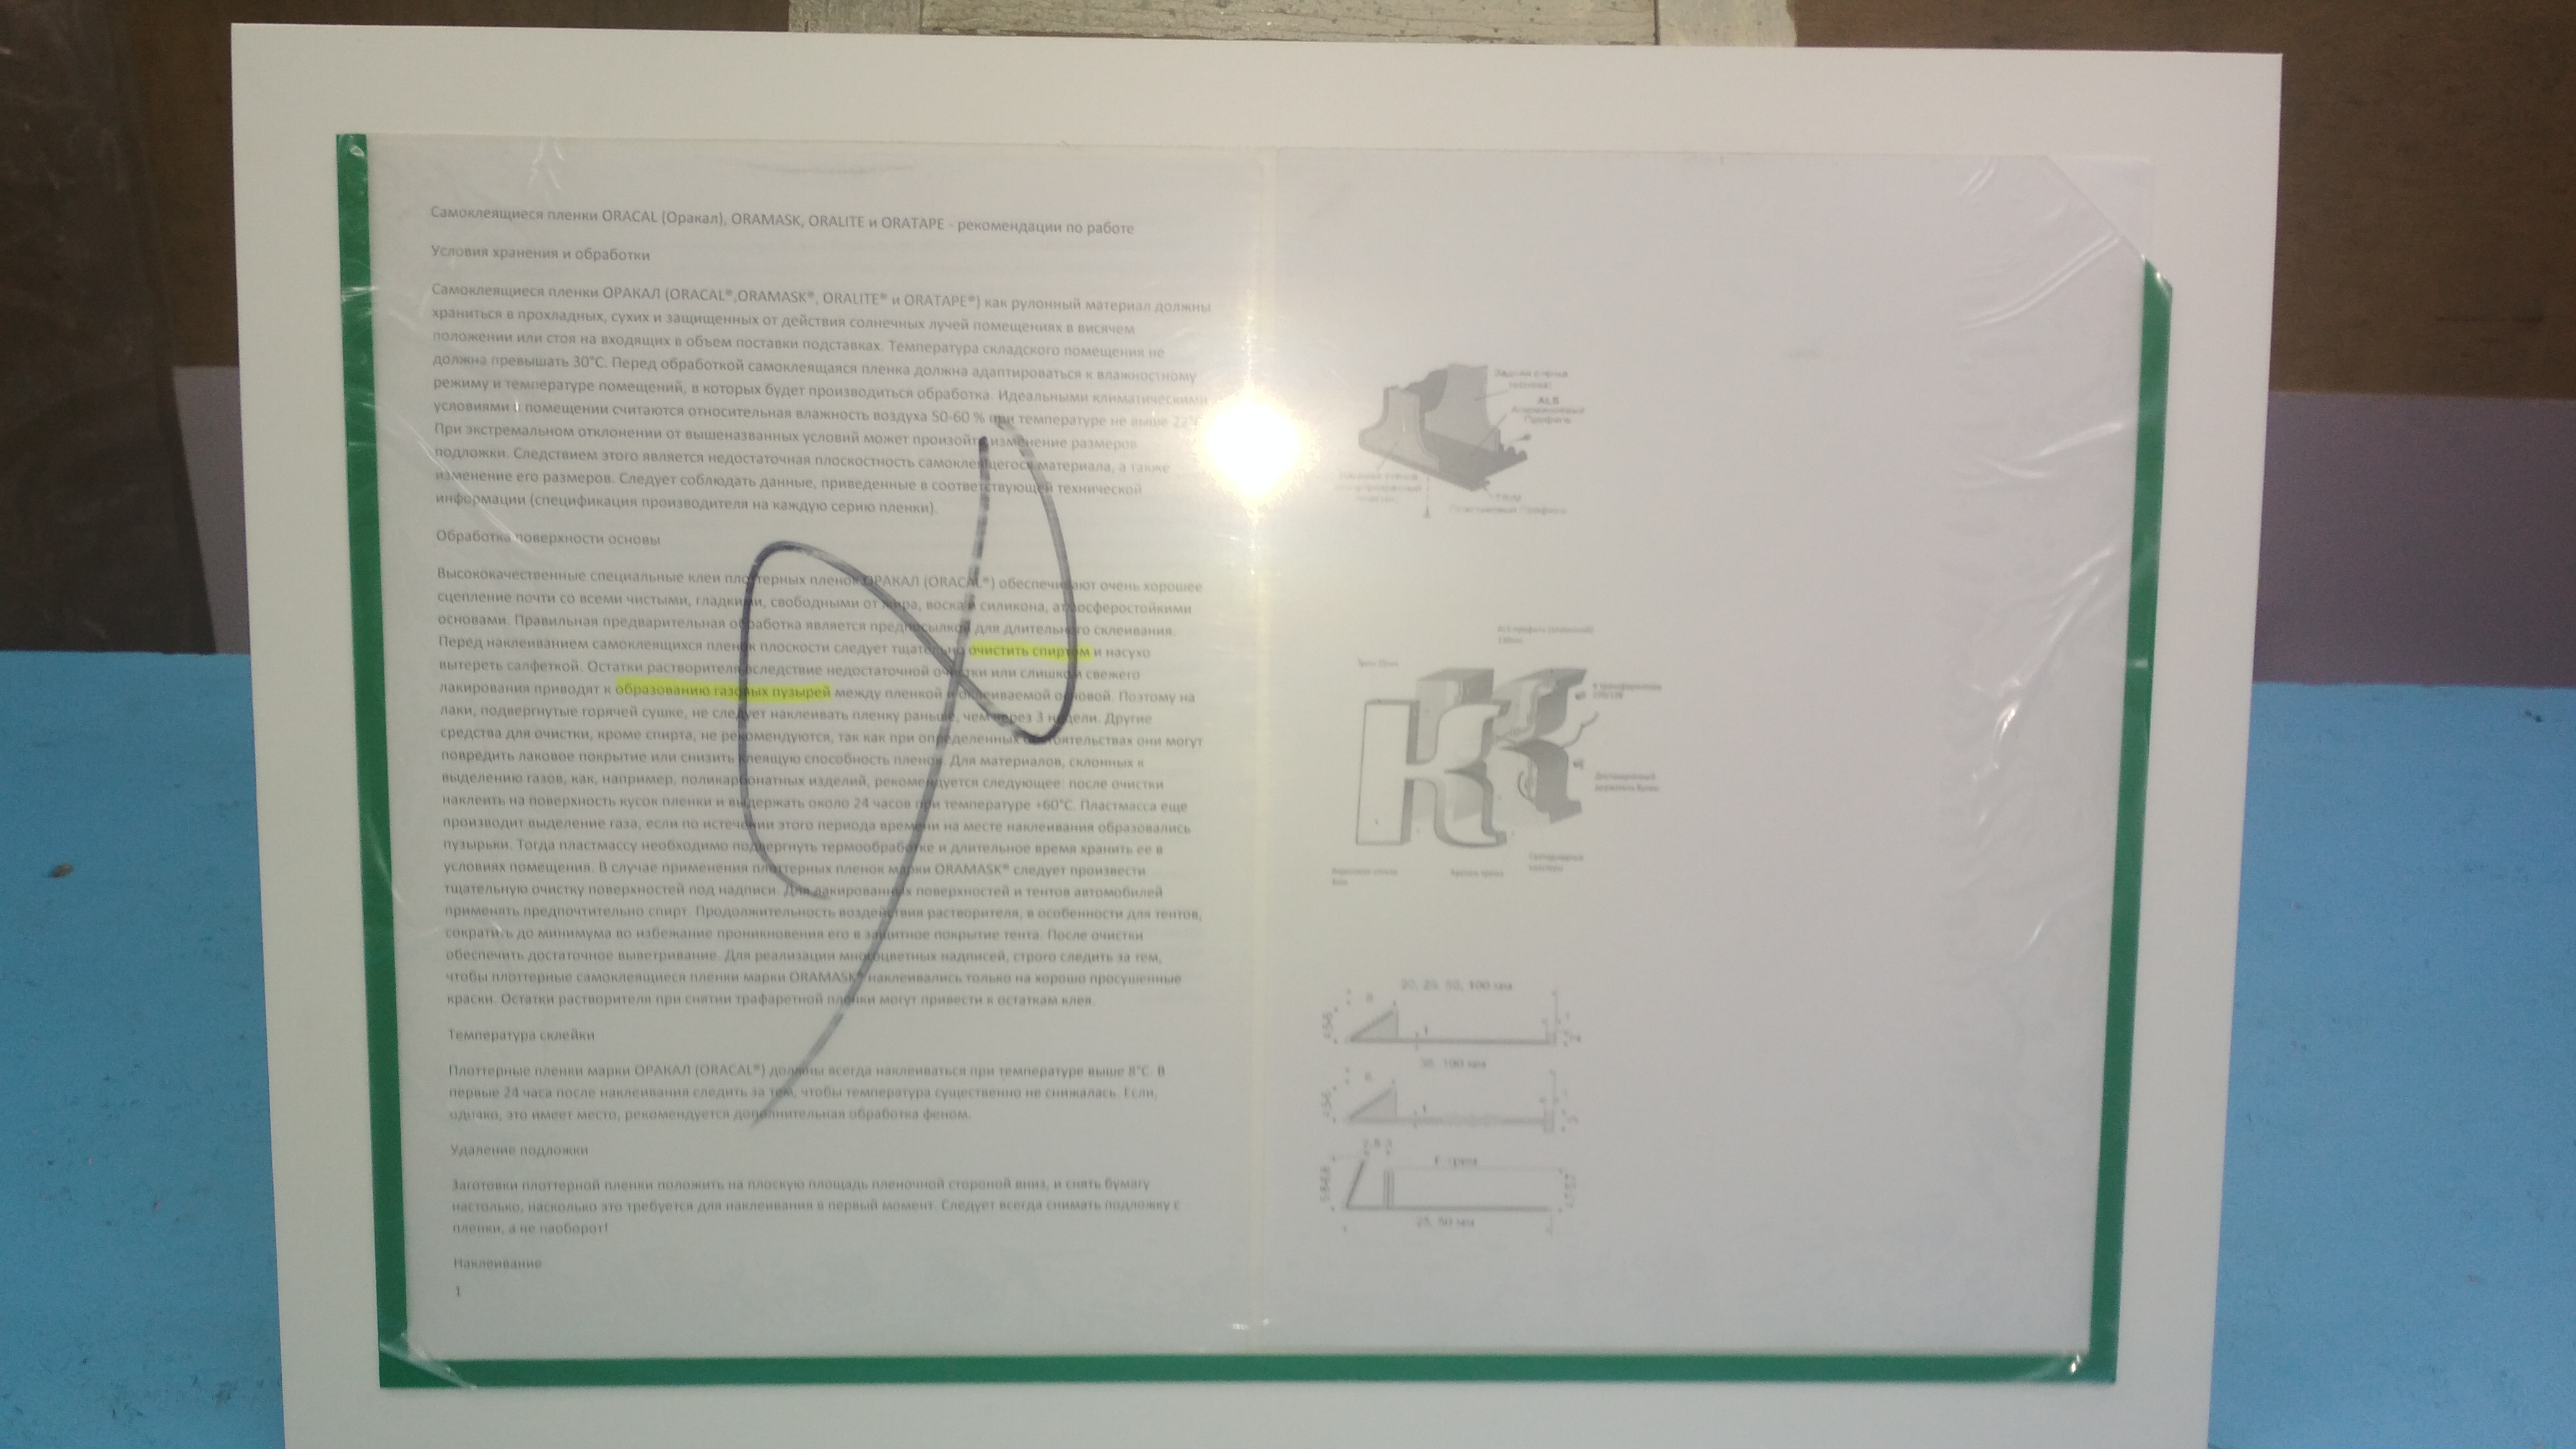 Самоклеящиеся пленки ORACAL (Оракал), ORAMASK, ORALITE и ORATAPE - рекомендации по работе
Условия хранения и обработки
Самоклеящиеся пленки ОРАКАЛ (ORACAL®,ORAMASK®, ORALITE® и ORATAPE®) как рулонный материал должны
храниться в прохладных, сухих и защищенных от действия солнечных лучей помещениях в висячем
положении или стоя на входящих в объем поставки подставках. Температура складского помещения не
должна превышать 30°C. Перед обработкой самоклеящаяся пленка должна адаптироваться к влажностному
режиму и температуре помещений, в которых будет производиться обработка. Идеальными климатическими
условиями в помещении считаются относительная влажность воздуха 50-60 % при температуре не выше 22°C
При экстремальном отклонении от вышеназванных условий может произойти изменение размеров
подложки. Следствием этого является недостаточная плоскостность самоклеящегося материала, а также
изменение его размеров. Следует соблюдать данные, приведенные в соответствующей технической
информации (спецификация производителя на каждую серию пленки).
Обработка поверхности основы
Высококачественные специальные клеи плоттерных пленок ОРАКАЛ (ORACAL®) обеспечивают очень хорошее
сцепление почти со всеми чистыми, гладкими, свободными от жира, воска и силикона, атмосферостойкими
основами. Правильная предварительная обработка является предпосылкой для длительного склеивания.
Перед наклеиванием самоклеящихся пленок плоскости следует тщательно очистить спиртом и насухо
вытереть салфеткой. Остатки растворителя вследствие недостаточной очистки или слишком свежего
лакирования приводят к образованию газовых пузырей между пленкой и оклеиваемой основой. Поэтому на
лаки, подвергнутые горячей сушке, не следует наклеивать пленку раньше, чем через 3 недели. Другие
средства для очистки, кроме спирта, не рекомендуются, так как при определенных обстоятельствах они могут
повредить лаковое покрытие или снизить клеящую способность пленок. Для материалов, склонных к
выделению газов, как, например, поликарбонатных изделий, рекомендуется следующее: после очистки
наклеить на поверхность кусок пленки и выдержать около 24 часов при температуре +60°C. Пластмасса еще
производит выделение газа, если по истечении этого периода времени на месте наклеивания образовались
пузырьки. Тогда пластмассу необходимо подвергнуть термообработке и длительное время хранить ее в
условиях помещения. В случае применения плоттерных пленок марки ORAMASK® следует произвести
тщательную очистку поверхностей под надписи. Для лакированных поверхностей и тентов автомобилей
применять предпочтительно спирт. Продолжительность воздействия растворителя, в особенности для тентов,
сократить до минимума во избежание проникновения его в защитное покрытие тента. После очистки
обеспечить достаточное выветривание. Для реализации многоцветных надписей, строго следить за тем,
чтобы плоттерные самоклеящиеся пленки марки ORAMASK® наклеивались только на хорошо просушенные
краски. Остатки растворителя при снятии трафаретной пленки могут привести к остаткам клея.
Температура склейки
Плоттерные пленки марки ОРАКАЛ (ORACAL®) должны всегда наклеиваться при температуре выше 8°C. В
первые 24 часа после наклеивания следить за тем, чтобы температура существенно не снижалась. Если,
однако, это имеет место, рекомендуется дополнительная обработка феном.
Удаление подложки
Заготовки плоттерной пленки положить на плоскую площадь пленочной стороной вниз, и снять бумагу
настолько, насколько это требуется для наклеивания в первый момент. Следует всегда снимать подложку с
пленки, а не наоборот!
Наклеивание
1
Задняя стенка
(основа)
ALS
Алюминиевый
Профиль
TRIM
Пластиковый Профиль
20, 25, 50, 100 мм
8
30, 100 мм
6
25, 50 мм